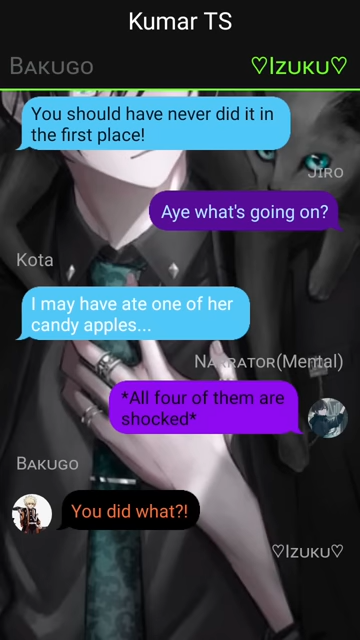 Kumar TS
Bakugo
♡Izuku♡
You should have never did it in
the first place!
Jiro
Aye what's going on?
Kota
I may have ate one of her
candy apples...
Narrator(Mental)
*All four of them are
shocked*
Bakugo
You did what?!
♡Izuku♡